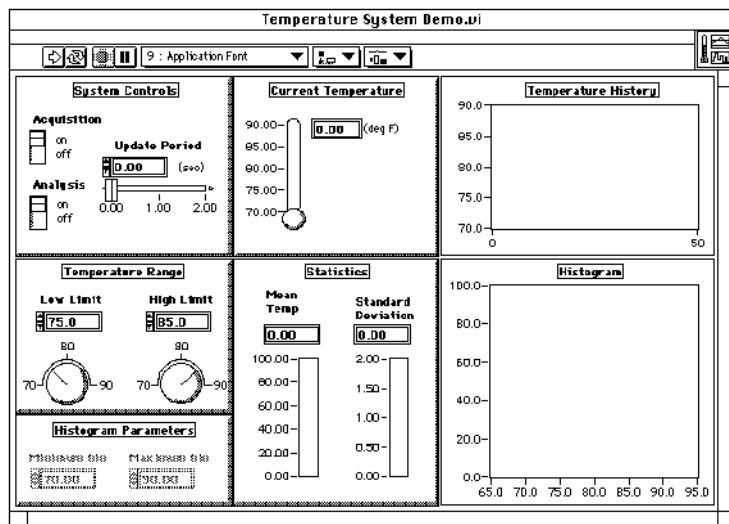 Temperature System Demo.vi
9 : Application Font
System Controls
Acquisition
on
off
Update Period
0.00 (sec)
0.00 1.00 2.00
Analysis
on
off
Current Temperature
90.00
85.00
80.00
75.00
70.00
0.00 (deg F)
Temperature History
90.0
85.0
80.0
75.0
70.0
0 50
Temperature Range
Low Limit High Limit
75.0 85.0
80 80
70 90 70 90
Histogram Parameters
70.00 90.00
Statistics
Mean
Temp
Standard
Deviation
0.00 0.00
100.00
80.00
60.00
40.00
20.00
0.00
2.00
1.50
1.00
0.50
0.00
Histogram
100.0
80.0
60.0
40.0
20.0
0.0
65.0 70.0 75.0 80.0 85.0 90.0 95.0